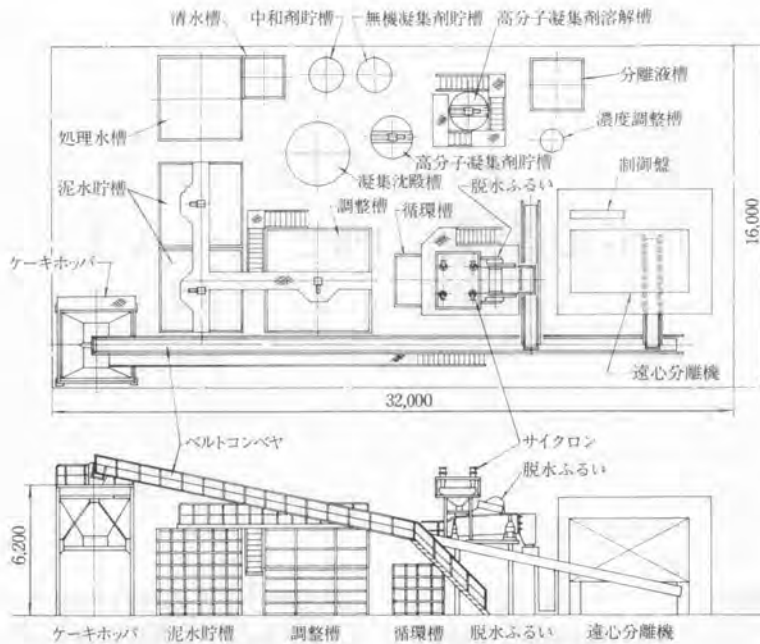 清水槽 中和剤貯槽 無機凝集剤貯槽 高分子凝集剤溶解槽
分離液槽
処理水槽
濃度調整槽
高分子凝集剤貯槽
凝集沈殿槽
脱水ふるい
泥水貯槽
調整槽 循環槽
制御盤
ケーキホッパー
16,000
遠心分離機
32,000
ベルトコンベヤ
サイクロン
脱水ふるい
6,200
ケーキホッパ 泥水貯槽 調整槽 循環槽 脱水ふるい 遠心分離機